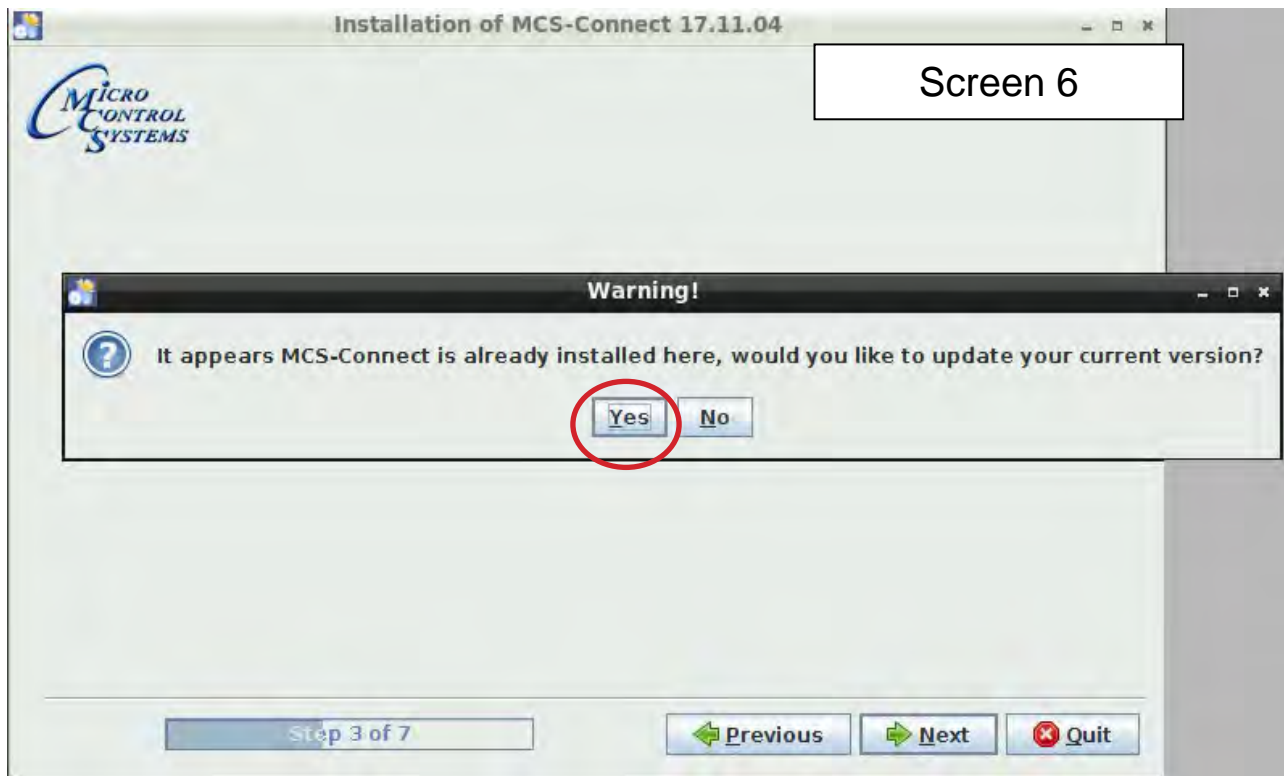 Installation of MCS-Connect 17.11.04
Screen 6
MICRO
CONTROL
SYSTEMS
Warning!
It appears MCS-Connect is already installed here, would you like to update your current version?
Yes
No
Step 3 of 7
Previous
Next
Quit